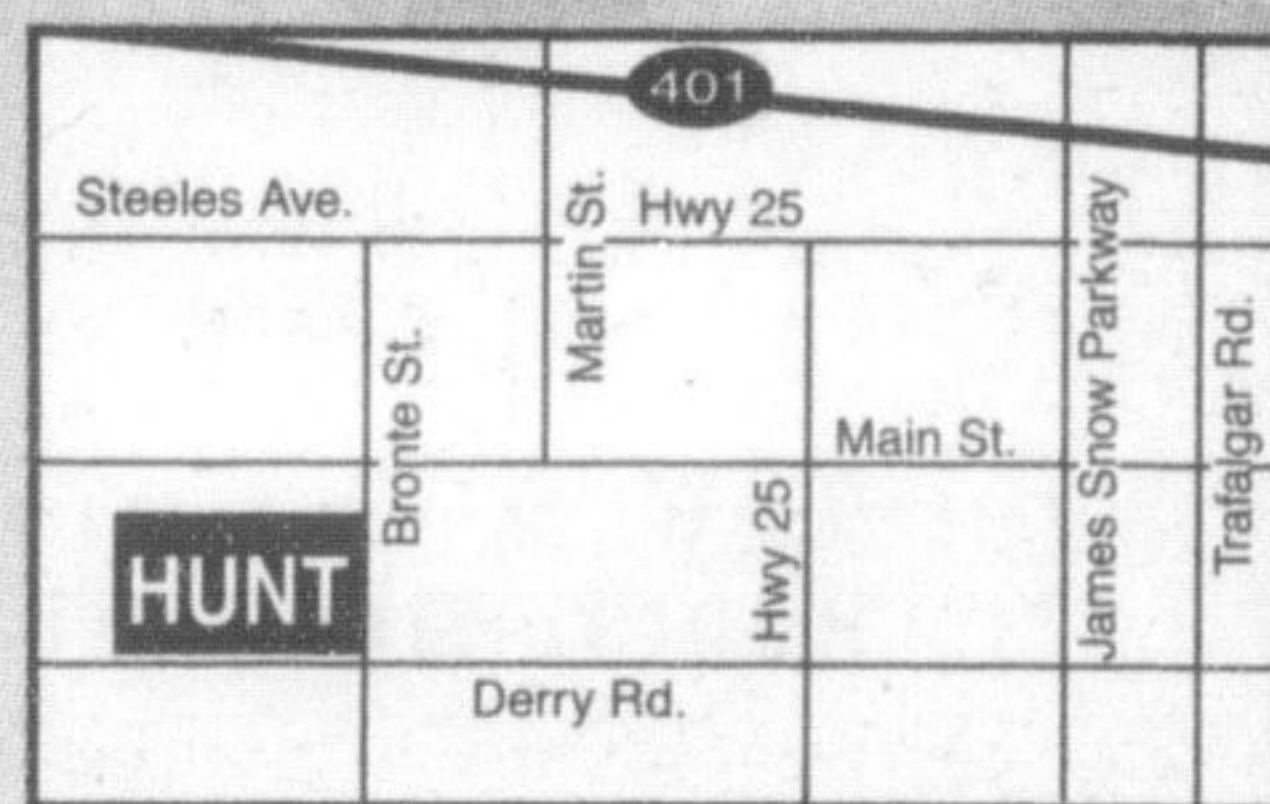 401
Steeles Ave.
Martin St.
Hwy 25
James Snow Parkway
Trafalgar Rd.
Bronte St.
Main St.
Hwy 25
HUNT
Derry Rd.